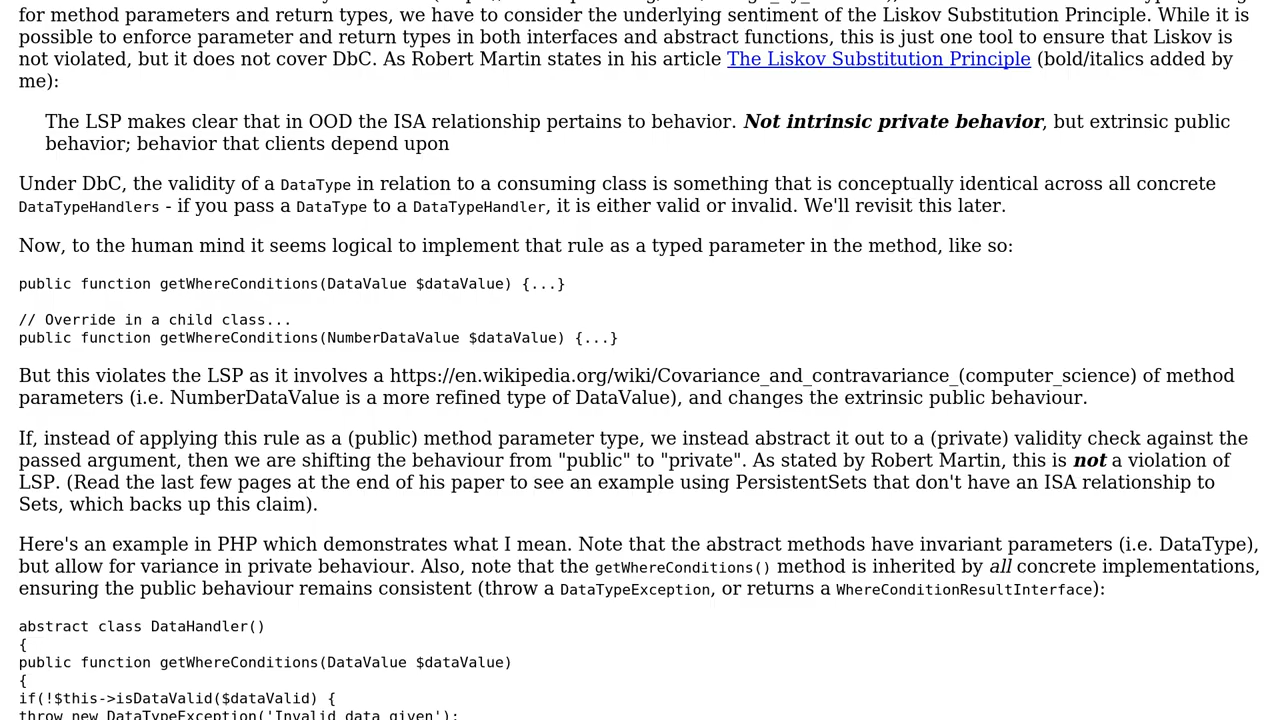 for method parameters and return types, we have to consider the underlying sentiment of the Liskov Substitution Principle. While it is
possible to enforce parameter and return types in both interfaces and abstract functions, this is just one tool to ensure that Liskov is
not violated, but it does not cover DbC. As Robert Martin states in his article The Liskov Substitution Principle (bold/italics added by
me):
The LSP makes clear that in OOD the ISA relationship pertains to behavior. Not intrinsic private behavior, but extrinsic public
behavior; behavior that clients depend upon
Under DbC, the validity of a DataType in relation to a consuming class is something that is conceptually identical across all concrete
DataTypeHandlers - if you pass a DataType to a DataTypeHandler, it is either valid or invalid. We'll revisit this later.
Now, to the human mind it seems logical to implement that rule as a typed parameter in the method, like so:
public function getWhereConditions(DataValue $dataValue) {...}
// Override in a child class...
public function getWhereConditions(NumberDataValue $dataValue) {...}
But this violates the LSP as it involves a https://en.wikipedia.org/wiki/Covariance_and_contravariance_(computer_science) of method
parameters (i.e. NumberDataValue is a more refined type of DataValue), and changes the extrinsic public behaviour.
If, instead of applying this rule as a (public) method parameter type, we instead abstract it out to a (private) validity check against the
passed argument, then we are shifting the behaviour from "public" to "private". As stated by Robert Martin, this is not a violation of
LSP. (Read the last few pages at the end of his paper to see an example using PersistentSets that don't have an ISA relationship to
Sets, which backs up this claim).
Here's an example in PHP which demonstrates what I mean. Note that the abstract methods have invariant parameters (i.e. DataType),
but allow for variance in private behaviour. Also, note that the getWhereConditions() method is inherited by all concrete implementations,
ensuring the public behaviour remains consistent (throw a DataTypeException, or returns a WhereConditionResultInterface):
abstract class DataHandler()
{
public function getWhereConditions(DataValue $dataValue)
{
if(!$this->isDataValid($dataValid) {
throw new DataTypeException('Invalid data given');